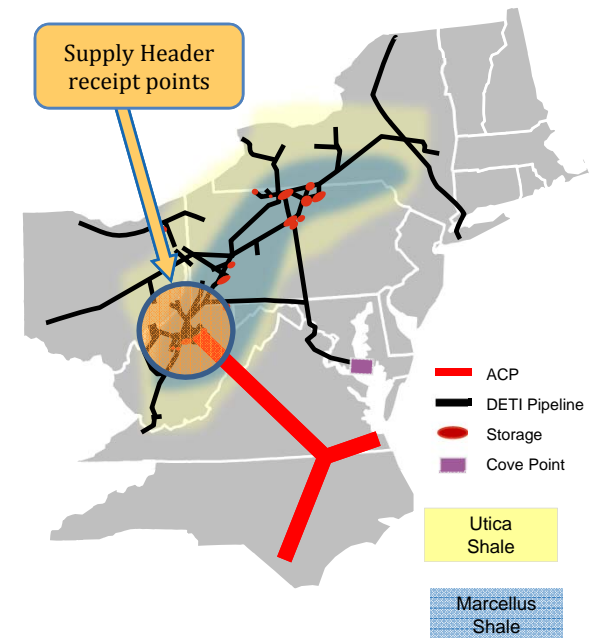 Supply Header
receipt points
ACP
DETI Pipeline
Storage
Cove Point
Utica
Shale
Marcellus
Shale